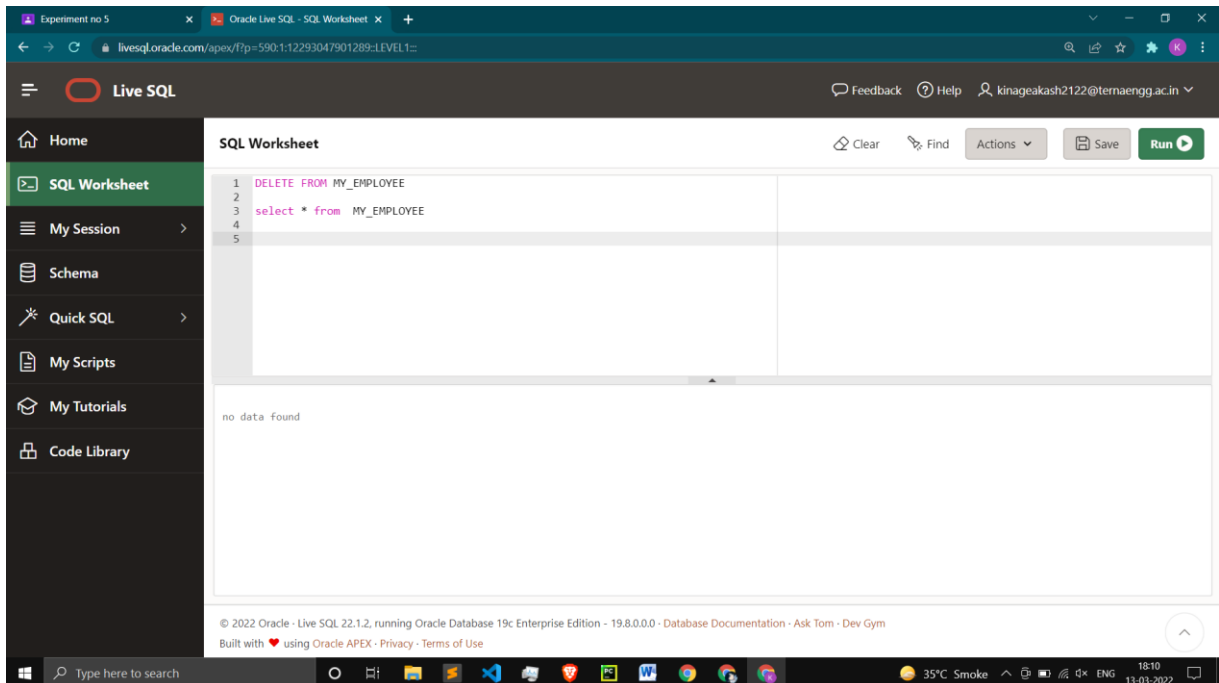 Experiment no 5
Oracle Live SQL - SQL Worksheet
livesql.oracle.com/apex/f?p=590:1:12293047901289::LEVEL1:::
K
Live SQL
Feedback
Help
kinageakash2122@ternaengg.ac.in
Home
SQL Worksheet
My Session
Schema
Quick SQL
My Scripts
My Tutorials
Code Library
SQL Worksheet
Clear
Find
Actions
Save
Run
1 DELETE FROM MY_EMPLOYEE
2
3 select * from  MY_EMPLOYEE
4
5
no data found
© 2022 Oracle · Live SQL 22.1.2, running Oracle Database 19c Enterprise Edition - 19.8.0.0.0 · Database Documentation · Ask Tom · Dev Gym
Built with ❤ using Oracle APEX · Privacy · Terms of Use
Type here to search
35°C Smoke
ENG
18:10
13-03-2022